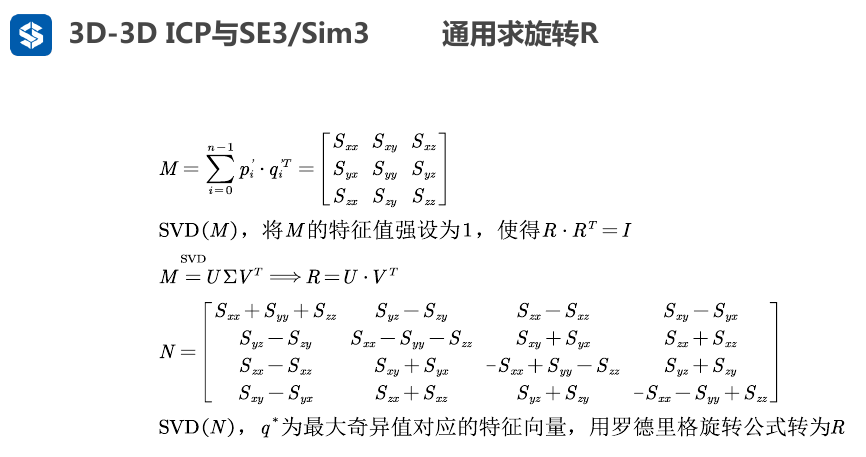 3D-3D ICP与SE3/Sim3 通用求旋转R
M = \sum_{i=0}^{n-1} p_i^{'} \cdot q_i^{'T} = \begin{bmatrix} S_{xx} & S_{xy} & S_{xz} \\ S_{yx} & S_{yy} & S_{yz} \\ S_{zx} & S_{zy} & S_{zz} \end{bmatrix}
SVD(M)，将M的特征值强设为1，使得R \cdot R^T = I
M \overset{SVD}{=} U\Sigma V^T \Longrightarrow R = U \cdot V^T
N = \begin{bmatrix} S_{xx}+S_{yy}+S_{zz} & S_{yz}-S_{zy} & S_{zx}-S_{xz} & S_{xy}-S_{yx} \\ S_{yz}-S_{zy} & S_{xx}-S_{yy}-S_{zz} & S_{xy}+S_{yx} & S_{zx}+S_{xz} \\ S_{zx}-S_{xz} & S_{xy}+S_{yx} & -S_{xx}+S_{yy}-S_{zz} & S_{yz}+S_{zy} \\ S_{xy}-S_{yx} & S_{zx}+S_{xz} & S_{yz}+S_{zy} & -S_{xx}-S_{yy}+S_{zz} \end{bmatrix}
SVD(N)，q^*为最大奇异值对应的特征向量，用罗德里格旋转公式转为R